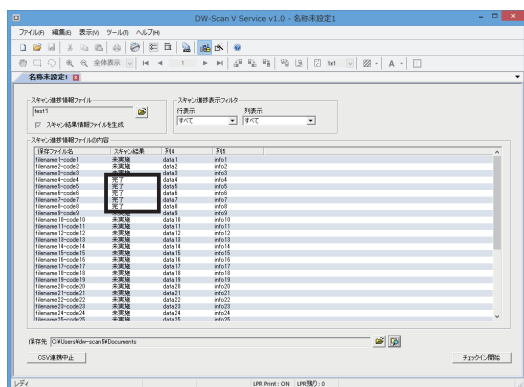 DW-Scan V Service v1.0 - 名称未設定1
ファイル(F) 編集(E) 表示(V) ツール(T) ヘルプ(H)
全体表示 1 1x1 A
名称未設定1
スキャン進捗情報ファイル スキャン進捗表示フィルタ
test1 行表示 列表示
スキャン結果情報ファイルを生成 すべて すべて
スキャン進捗情報ファイルの内容
保存ファイル名 スキャン結果 列4 列5
filename1-code1 未実施 data1 info1
filename2-code2 未実施 data2 info2
filename3-code3 未実施 data3 info3
filename4-code4 完了 data4 info4
filename5-code5 完了 data5 info5
filename6-code6 完了 data6 info6
filename7-code7 完了 data7 info7
filename8-code8 完了 data8 info8
filename9-code9 未実施 data9 info9
filename10-code10 未実施 data10 info10
filename11-code11 未実施 data11 info11
filename12-code12 未実施 data12 info12
filename13-code13 未実施 data13 info13
filename14-code14 未実施 data14 info14
filename15-code15 未実施 data15 info15
filename16-code16 未実施 data16 info16
filename17-code17 未実施 data17 info17
filename18-code18 未実施 data18 info18
filename19-code19 未実施 data19 info19
filename20-code20 未実施 data20 info20
filename21-code21 未実施 data21 info21
filename22-code22 未実施 data22 info22
filename23-code23 未実施 data23 info23
filename24-code24 未実施 data24 info24
filename25-code25 未実施 data25 info25
保存先 C:¥Users¥dw-scan5¥Documents
CSV連携中止 チェックイン開始
レディ LPR Print : ON LPR残り : 0